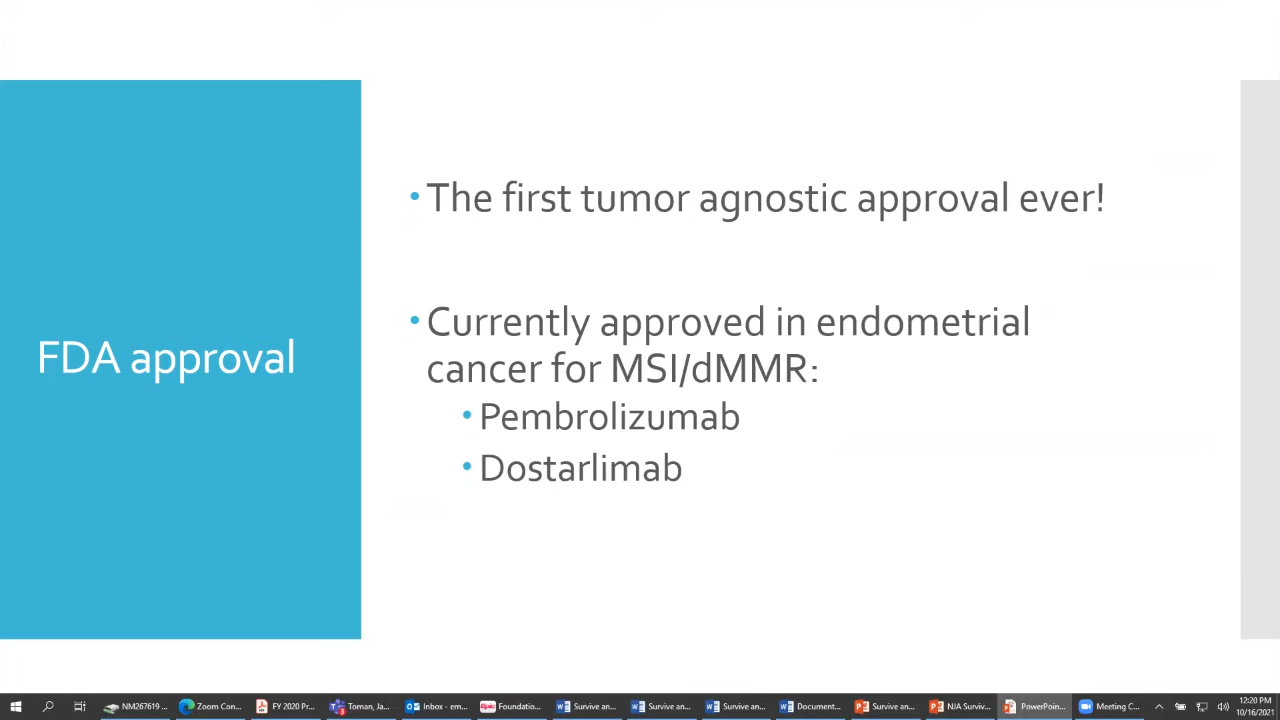 FDA approval
• The first tumor agnostic approval ever!
• Currently approved in endometrial
cancer for MSI/dMMR:
• Pembrolizumab
• Dostarlimab
NM267619 ...
Zoom Con...
FY 2020 Pr...
Toman, Ja...
Inbox - em...
Epic Foundatio...
Survive an...
Survive an...
Survive an...
Document...
Survive an...
NJA Surviv...
PowerPoin...
Meeting C...
12:20 PM
10/16/2021